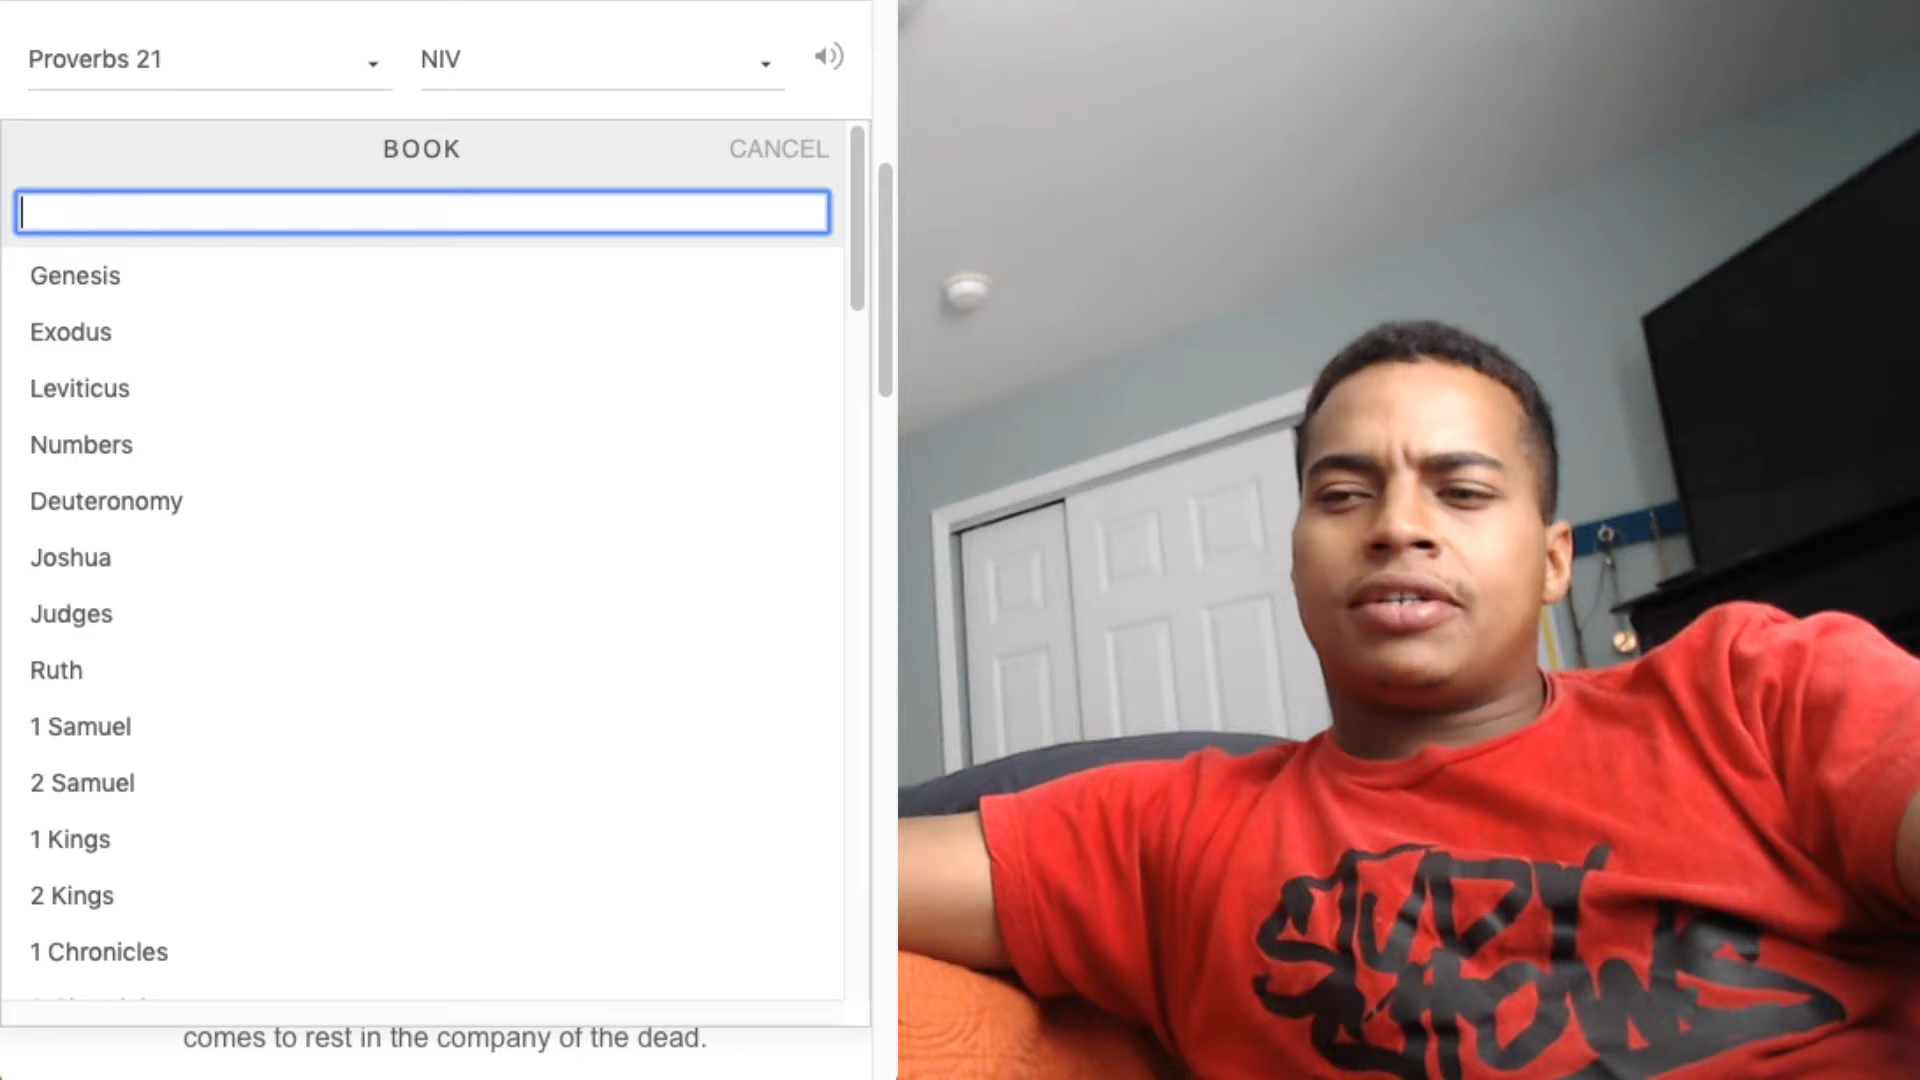 Proverbs 21
NIV
BOOK
CANCEL
Genesis
Exodus
Leviticus
Numbers
Deuteronomy
Joshua
Judges
Ruth
1 Samuel
2 Samuel
1 Kings
2 Kings
1 Chronicles
comes to rest in the company of the dead.